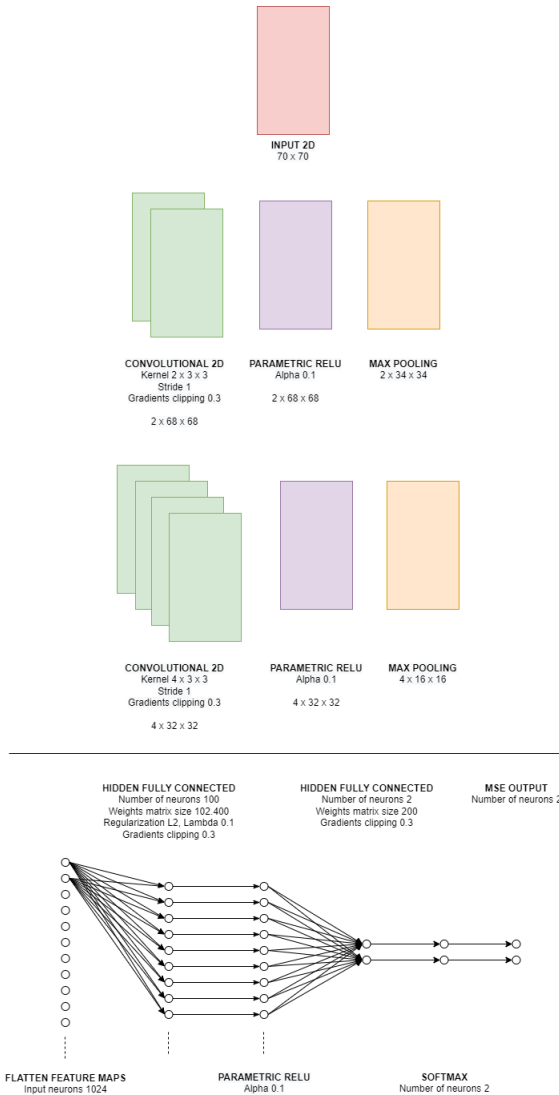 INPUT 2D
70 x 70
CONVOLUTIONAL 2D
Kernel 2 x 3 x 3
Stride 1
Gradients clipping 0.3
2 x 68 x 68
PARAMETRIC RELU
Alpha 0.1
2 x 68 x 68
MAX POOLING
2 x 34 x 34
CONVOLUTIONAL 2D
Kernel 4 x 3 x 3
Stride 1
Gradients clipping 0.3
4 x 32 x 32
PARAMETRIC RELU
Alpha 0.1
4 x 32 x 32
MAX POOLING
4 x 16 x 16
HIDDEN FULLY CONNECTED
Number of neurons 100
Weights matrix size 102.400
Regularization L2, Lambda 0.1
Gradients clipping 0.3
HIDDEN FULLY CONNECTED
Number of neurons 2
Weights matrix size 200
Gradients clipping 0.3
MSE OUTPUT
Number of neurons 2
FLATTEN FEATURE MAPS
Input neurons 1024
PARAMETRIC RELU
Alpha 0.1
SOFTMAX
Number of neurons 2